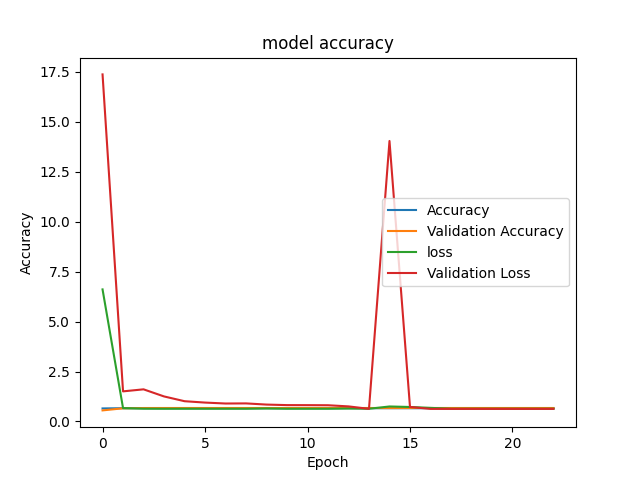 model accuracy
17.5
15.0
12.5
10.0
7.5
5.0
2.5
0.0
Accuracy
Accuracy
Validation Accuracy
loss
Validation Loss
0
5
10
15
20
Epoch